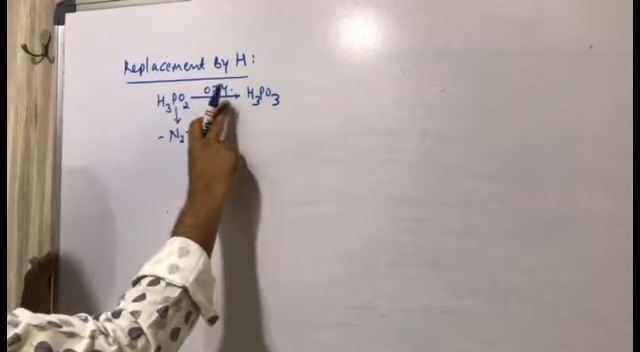 Replacement by H:
H3PO2 → H3PO3
↓
- N2